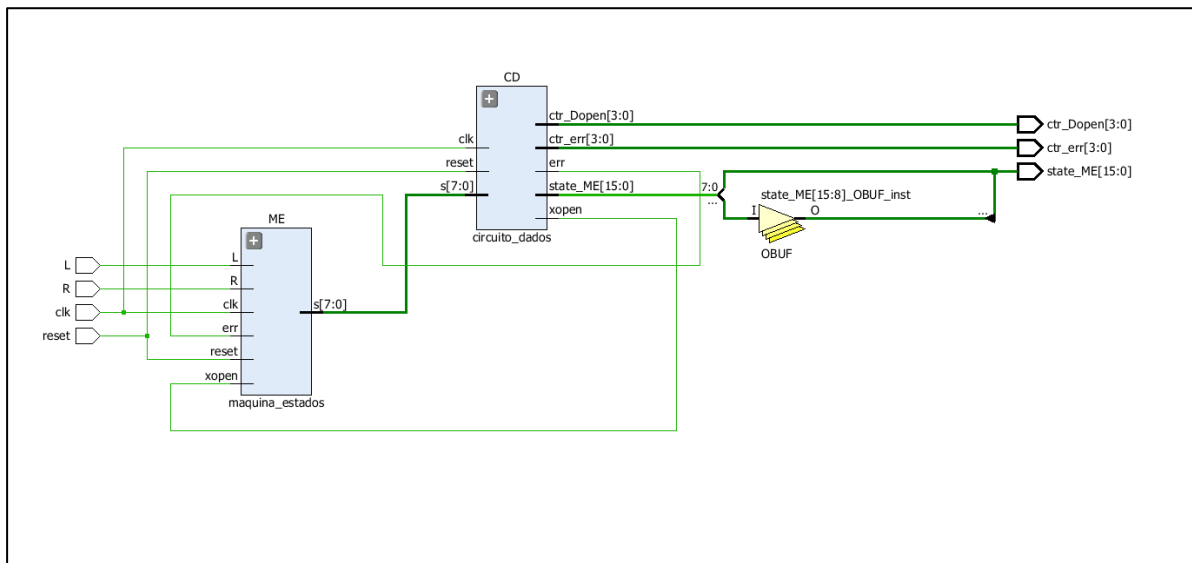 CD
ctr_Dopen[3:0]
ctr_Dopen[3:0]
clk
ctr_err[3:0]
ctr_err[3:0]
reset
err
state_ME[15:0]
s[7:0]
state_ME[15:0]
7:0
...
state_ME[15:8]_OBUF_inst
I
O
...
OBUF
xopen
circuito_dados
ME
L
L
R
R
clk
clk
s[7:0]
err
reset
reset
xopen
maquina_estados